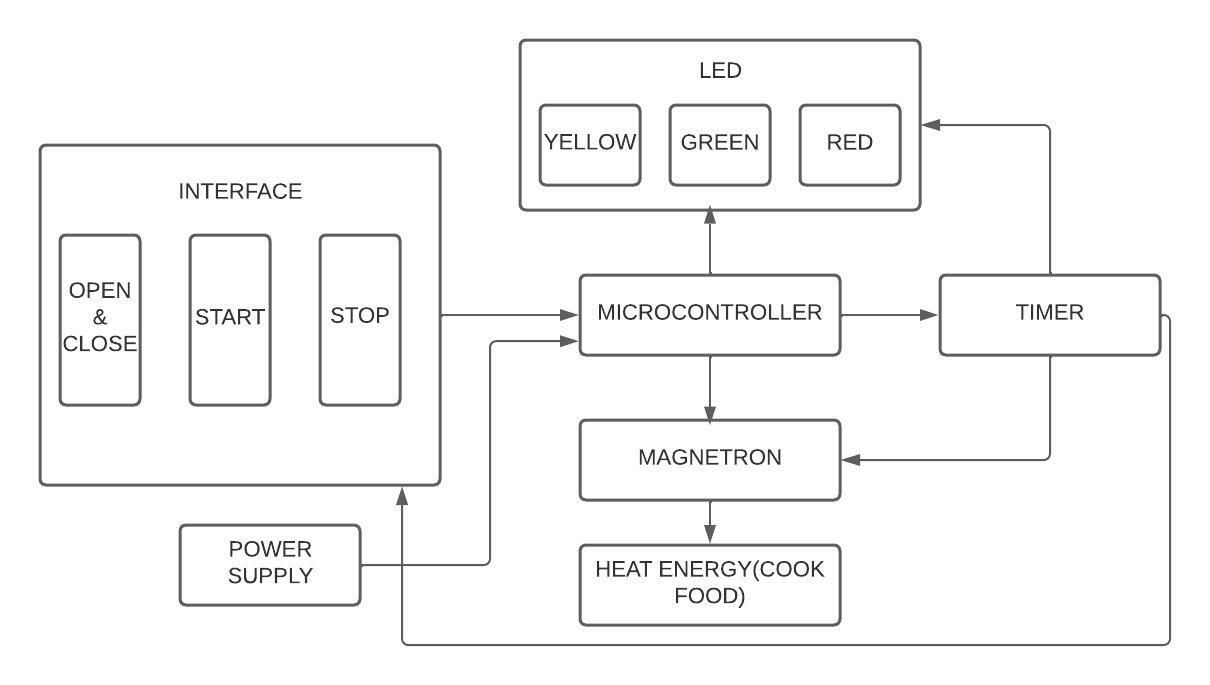 LED
YELLOW
GREEN
RED
INTERFACE
OPEN
&
CLOSE
START
STOP
MICROCONTROLLER
TIMER
MAGNETRON
POWER
SUPPLY
HEAT ENERGY(COOK
FOOD)